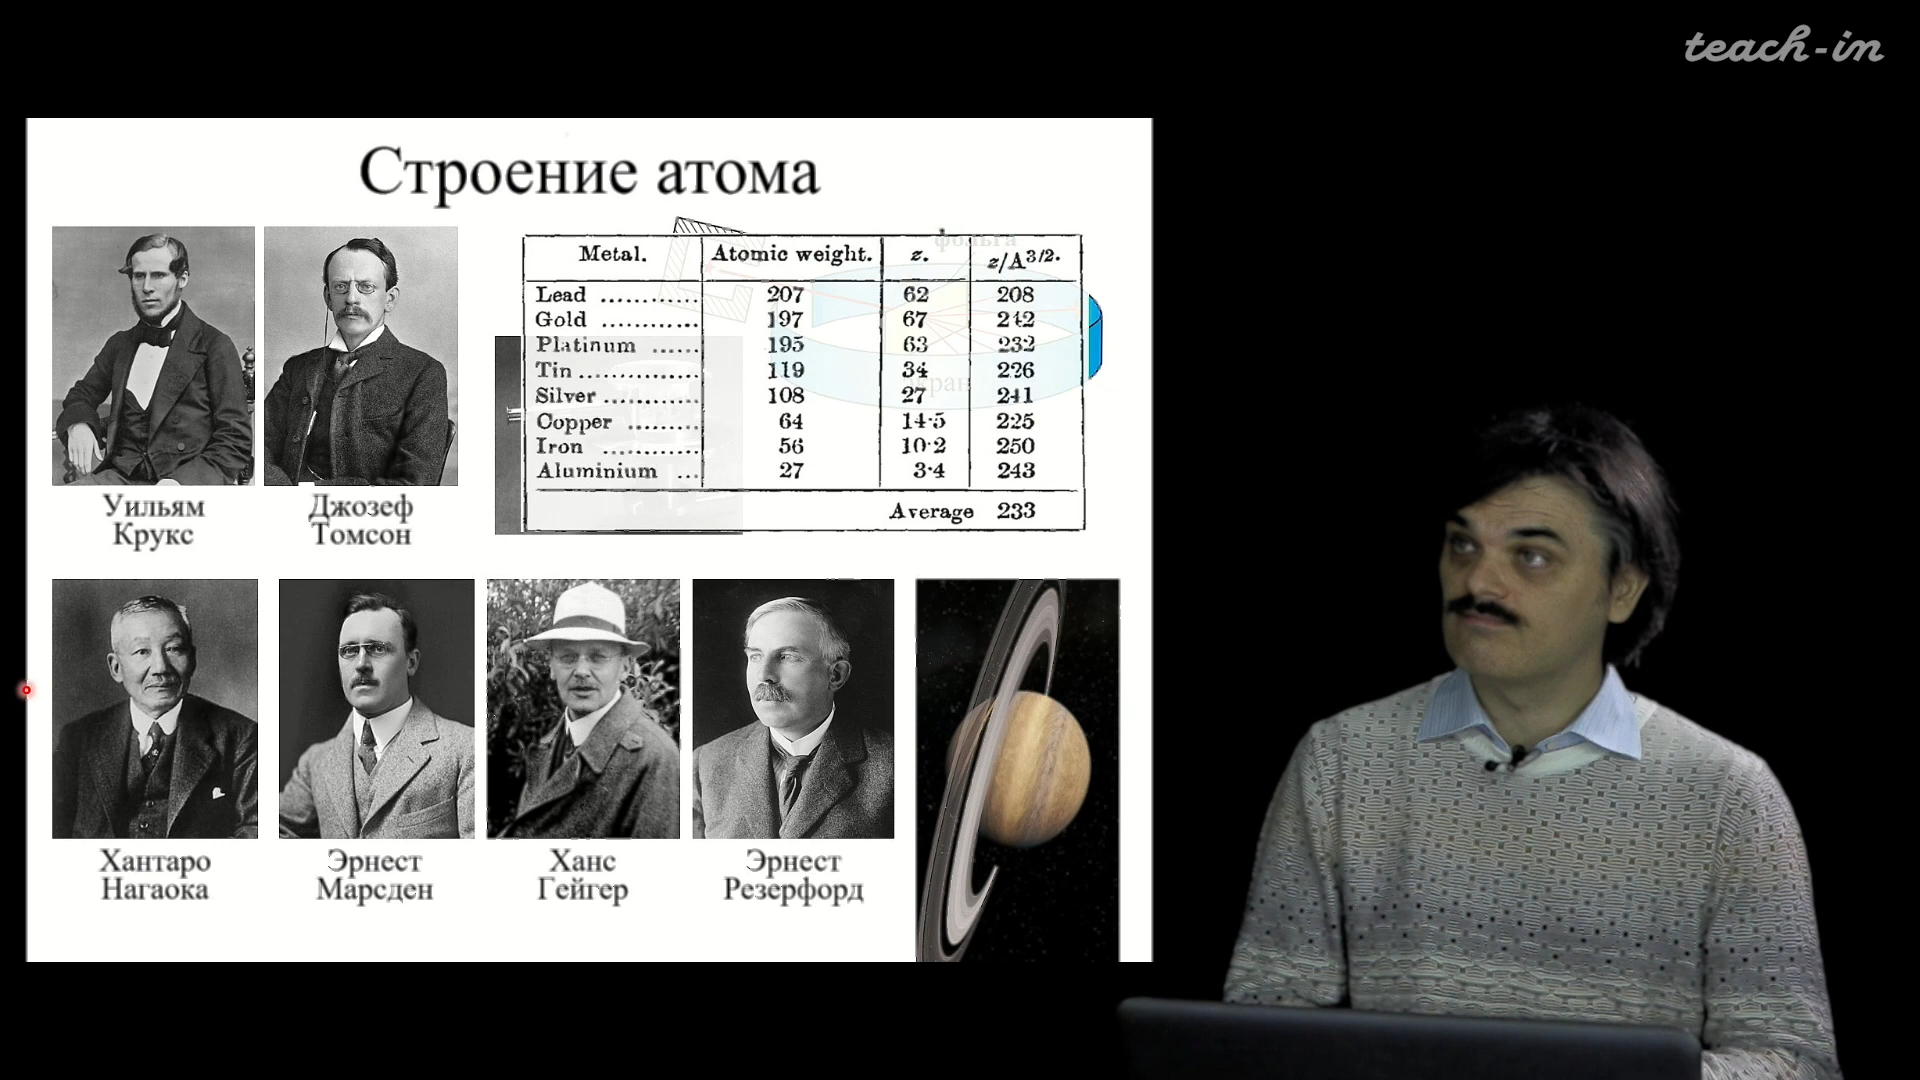 teach-in
Строение атома
Уильям
Крукс
Джозеф
Томсон
фольга
экран
Metal. Atomic weight. z. z/A3/2.
Lead ............ 207 62 208
Gold ............ 197 67 242
Platinum ...... 195 63 232
Tin ............... 119 34 226
Silver ............ 108 27 241
Copper ......... 64 14·5 225
Iron ............ 56 10·2 250
Aluminium ... 27 3·4 243
Average 233
Хантаро
Нагаока
Эрнест
Марсден
Ханс
Гейгер
Эрнест
Резерфорд